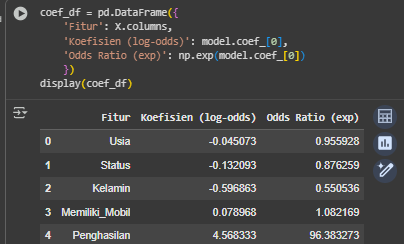 coef_df = pd.DataFrame({
'Fitur': X.columns,
'Koefisien (log-odds)': model.coef_[0],
'Odds Ratio (exp)': np.exp(model.coef_[0])
})
display(coef_df)
Fitur Koefisien (log-odds) Odds Ratio (exp)
0 Usia -0.045073 0.955928
1 Status -0.132093 0.876259
2 Kelamin -0.596863 0.550536
3 Memiliki_Mobil 0.078968 1.082169
4 Penghasilan 4.568333 96.383273